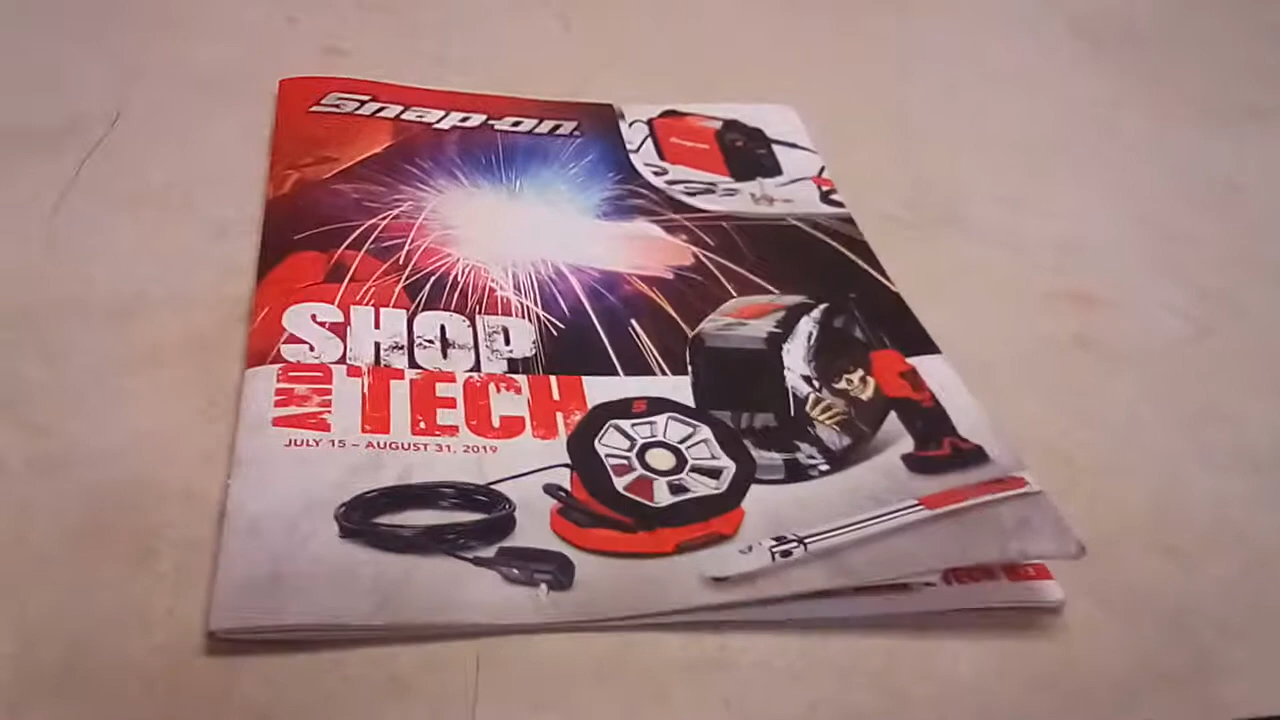 Snap-on
SHOP
AND
TECH
JULY 15 – AUGUST 31, 2019
S